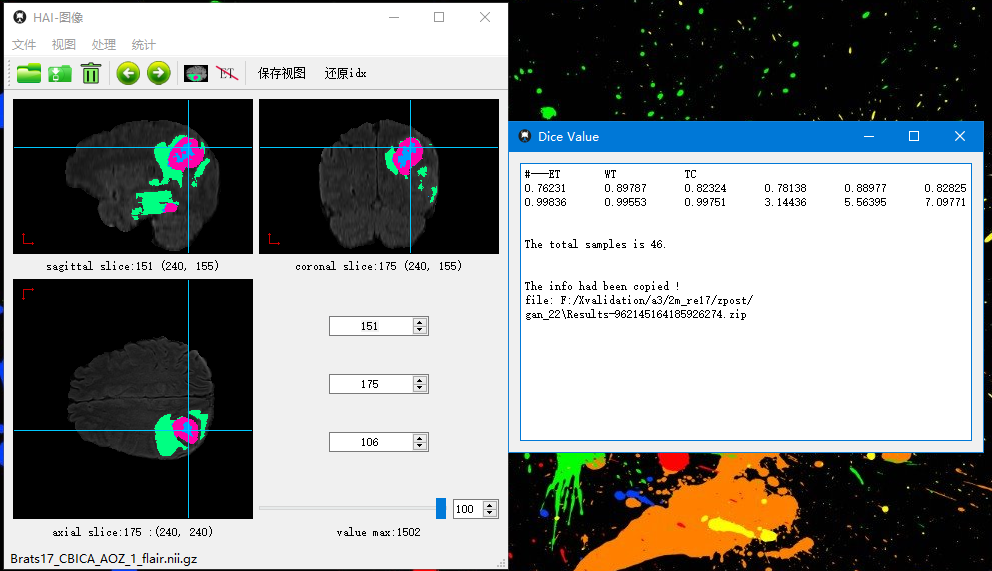 HAI-图像
文件 视图 处理 统计
ET 保存视图 还原idx
sagittal slice:151 (240, 155)
coronal slice:175 (240, 155)
151
175
106
100
axial slice:175 :(240, 240)
value max:1502
Brats17_CBICA_AOZ_1_flair.nii.gz
Dice Value
#——ET WT TC
0.76231 0.89787 0.82324 0.78138 0.88977 0.82825
0.99836 0.99553 0.99751 3.14436 5.56395 7.09771
The total samples is 46.
The info had been copied !
file: F:/Xvalidation/a3/2m_re17/zpost/
gan_22\Results-962145164185926274.zip